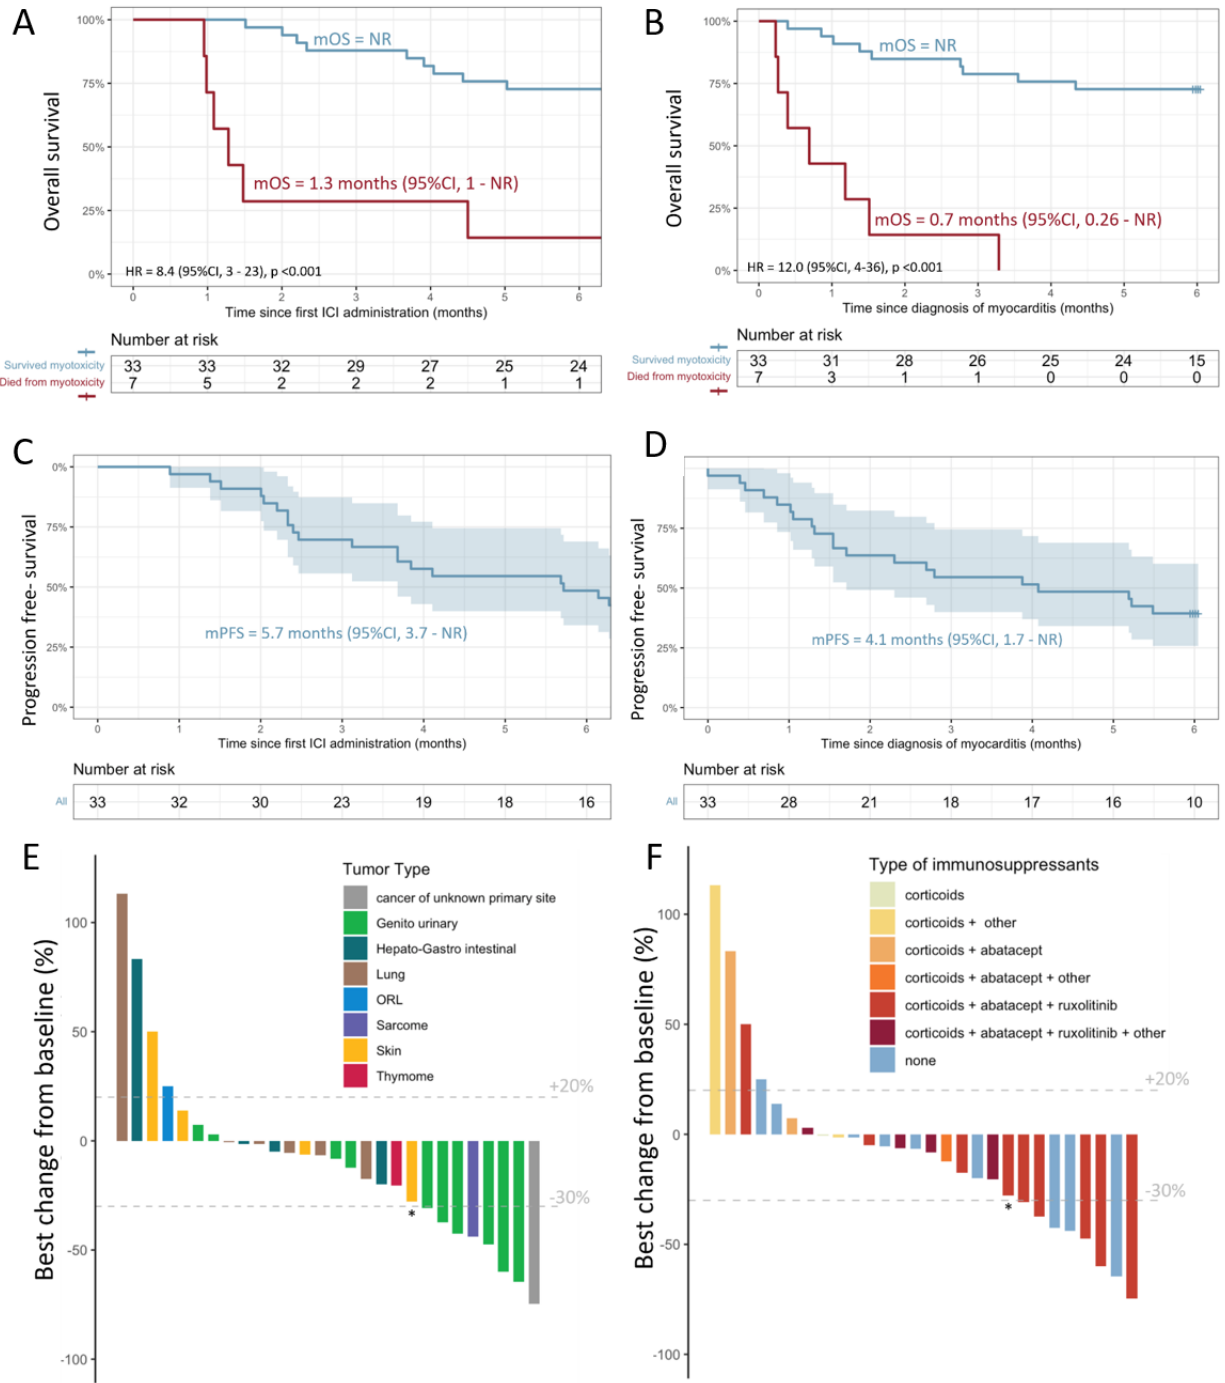 A
100%
75%
50%
25%
0%
Overall survival
mOS = NR
mOS = 1.3 months (95%CI, 1 - NR)
HR = 8.4 (95%CI, 3 - 23), p <0.001
0 1 2 3 4 5 6
Time since first ICI administration (months)
Number at risk
Survived myotoxicity 33 33 32 29 27 25 24
Died from myotoxicity 7 5 2 2 2 1 1
B
100%
75%
50%
25%
0%
Overall survival
mOS = NR
mOS = 0.7 months (95%CI, 0.26 - NR)
HR = 12.0 (95%CI, 4-36), p <0.001
0 1 2 3 4 5 6
Time since diagnosis of myocarditis (months)
Number at risk
Survived myotoxicity 33 31 28 26 25 24 15
Died from myotoxicity 7 3 1 1 0 0 0
C
0%
75%
50%
25%
0%
Progression free- survival
mPFS = 5.7 months (95%CI, 3.7 - NR)
0 1 2 3 4 5 6
Time since first ICI administration (months)
Number at risk
All 33 32 30 23 19 18 16
D
75%
50%
25%
0%
Progression free- survival
mPFS = 4.1 months (95%CI, 1.7 - NR)
0 1 2 3 4 5 6
Time since diagnosis of myocarditis (months)
Number at risk
All 33 28 21 18 17 16 10
E
Best change from baseline (%)
100
50
0
-50
-100
Tumor Type
cancer of unknown primary site
Genito urinary
Hepato-Gastro intestinal
Lung
ORL
Sarcome
Skin
Thymome
+20%
-30%
*
F
Best change from baseline (%)
100
50
0
-50
-100
Type of immunosuppressants
corticoids
corticoids + other
corticoids + abatacept
corticoids + abatacept + other
corticoids + abatacept + ruxolitinib
corticoids + abatacept + ruxolitinib + other
none
+20%
-30%
*